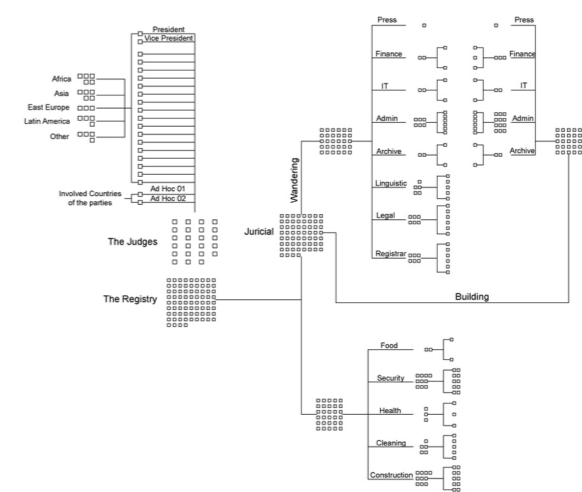 President
Vice President
Africa
Asia
East Europe
Latin America
Other
Involved Countries
of the parties
Ad Hoc 01
Ad Hoc 02
The Judges
The Registry
Juricial
Wandering
Building
Press
Finance
IT
Admin
Archive
Linguistic
Legal
Registrar
Press
Finance
IT
Admin
Archive
Food
Security
Health
Cleaning
Construction